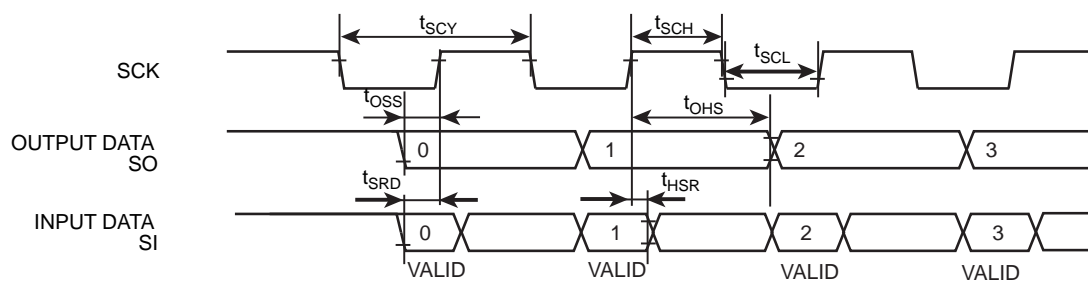 tSCY
tSCH
tSCL
SCK
tOSS
tOHS
OUTPUT DATA
SO
0
1
2
3
tSRD
tHSR
INPUT DATA
SI
0
1
2
3
VALID
VALID
VALID
VALID